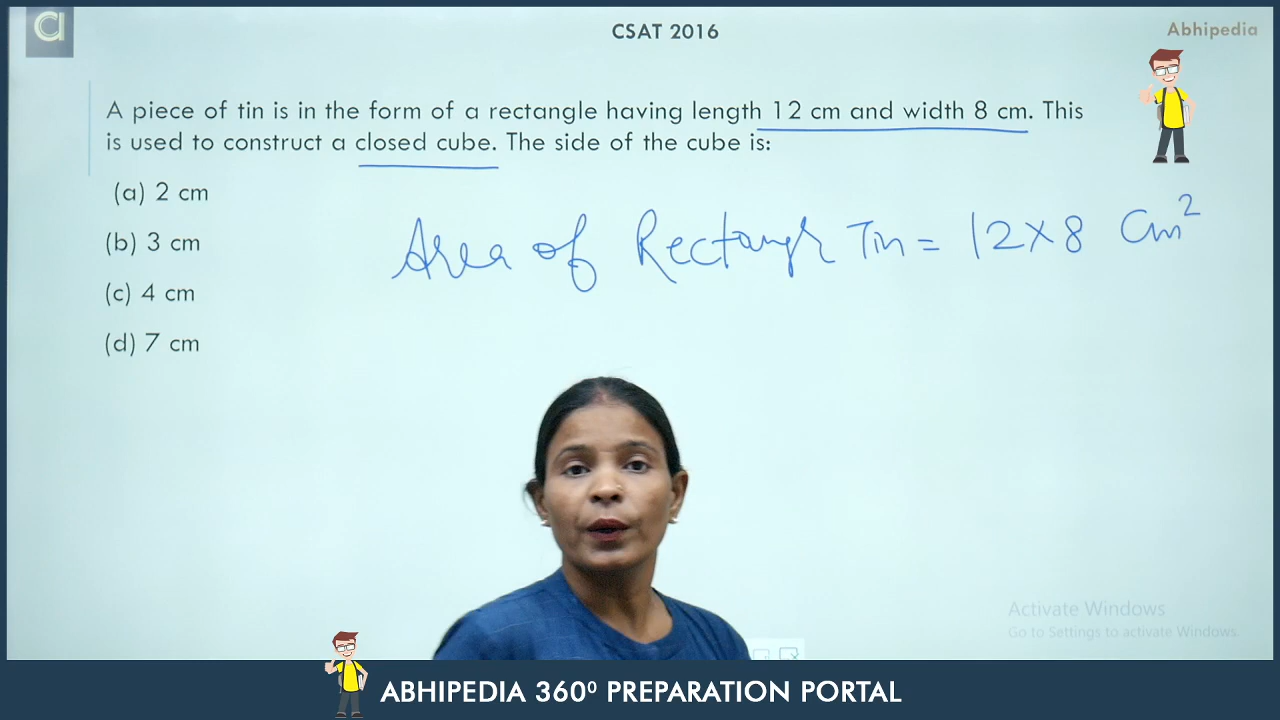 a
CSAT 2016
Abhipedia
A piece of tin is in the form of a rectangle having length 12 cm and width 8 cm. This
is used to construct a closed cube. The side of the cube is:
(a) 2 cm
(b) 3 cm
(c) 4 cm
(d) 7 cm
Area of Rectangr Tin = 12×8 Cm²
Activate Windows
Go to Settings to activate Windows.
ABHIPEDIA 360⁰ PREPARATION PORTAL